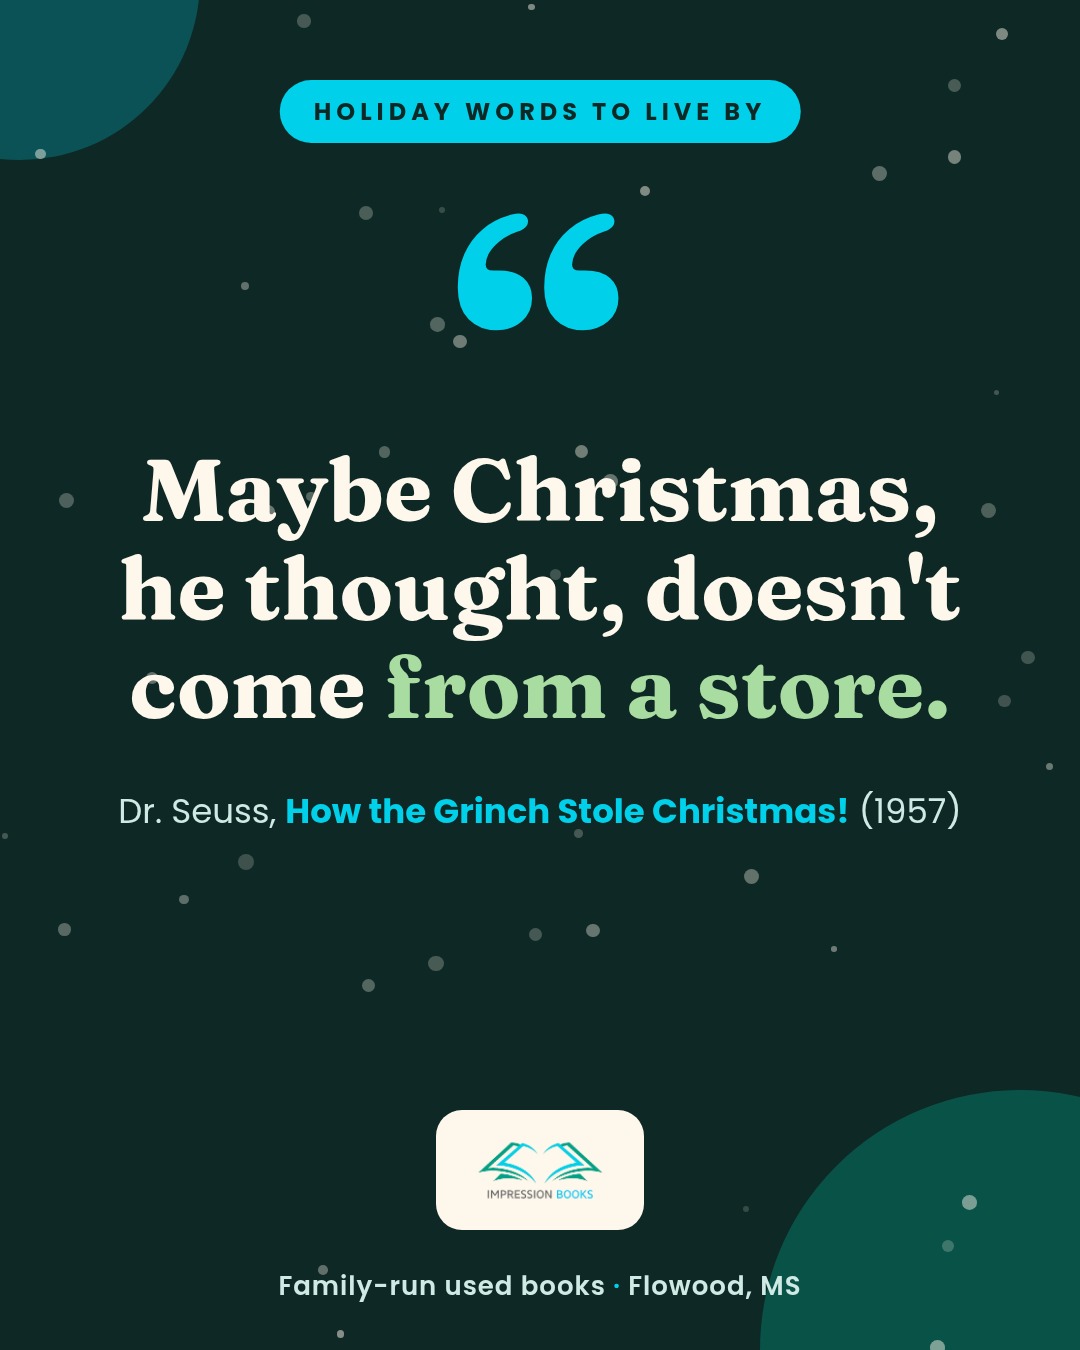 HOLIDAY WORDS TO LIVE BY
“
Maybe Christmas,
he thought, doesn't
come from a store.
Dr. Seuss, How the Grinch Stole Christmas! (1957)
IMPRESSION BOOKS
Family-run used books · Flowood, MS